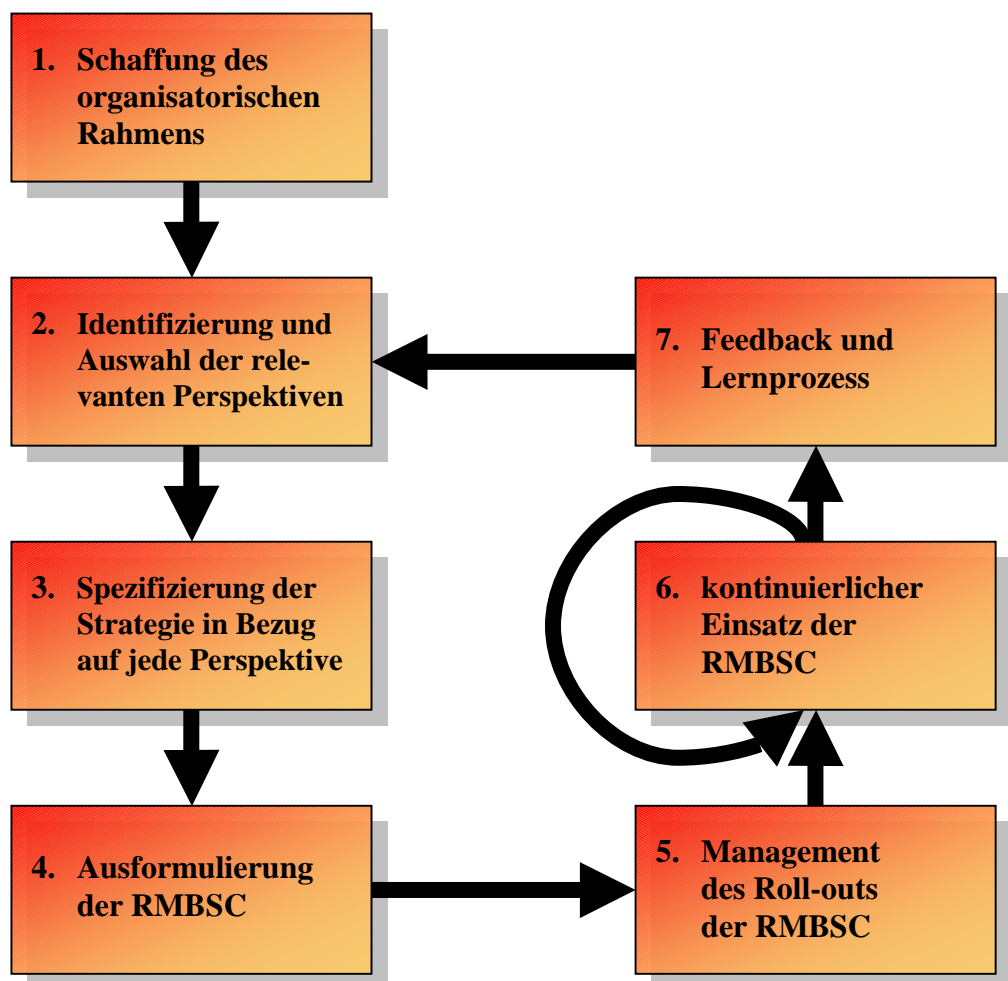 1. Schaffung des
organisatorischen
Rahmens
2. Identifizierung und
Auswahl der rele-
vanten Perspektiven
3. Spezifizierung der
Strategie in Bezug
auf jede Perspektive
4. Ausformulierung
der RMBSC
5. Management
des Roll-outs
der RMBSC
6. kontinuierlicher
Einsatz der
RMBSC
7. Feedback und
Lernprozess